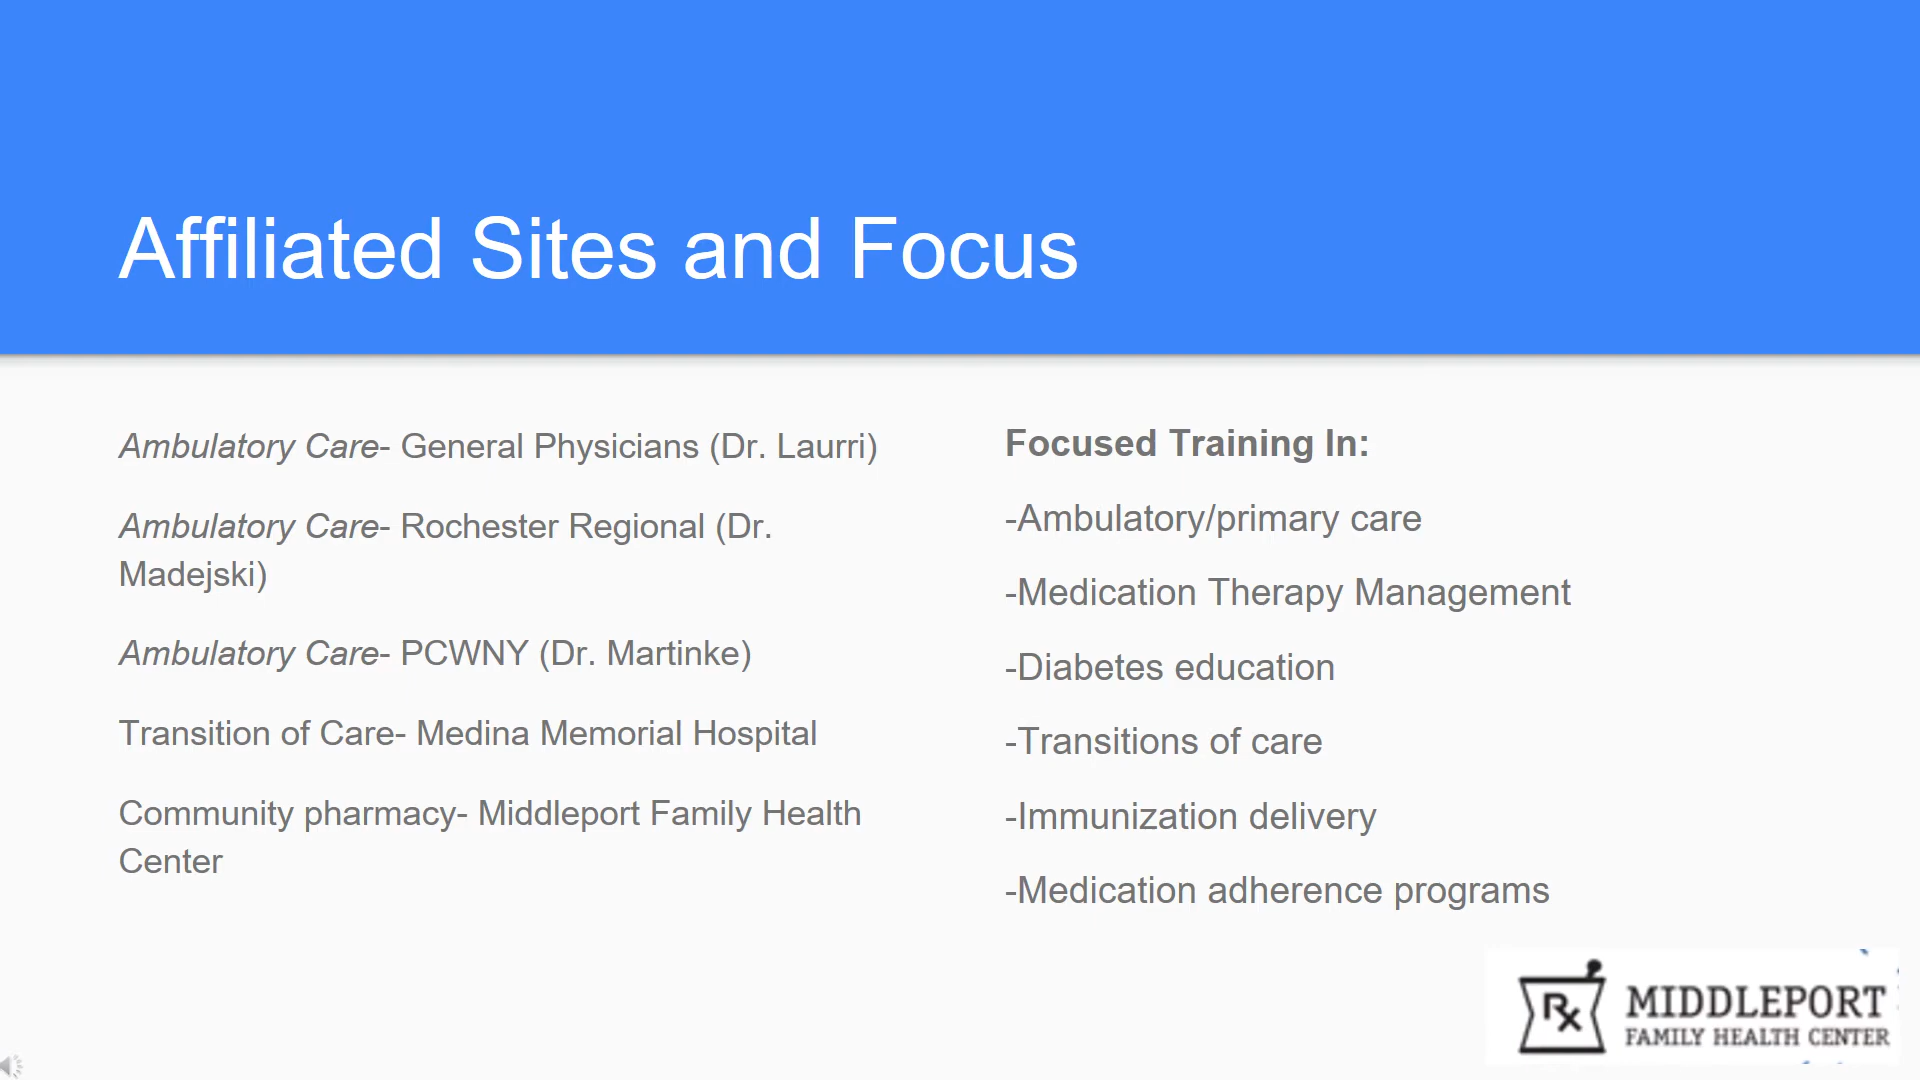 Affiliated Sites and Focus
Ambulatory Care- General Physicians (Dr. Laurri)
Ambulatory Care- Rochester Regional (Dr.
Madejski)
Ambulatory Care- PCWNY (Dr. Martinke)
Transition of Care- Medina Memorial Hospital
Community pharmacy- Middleport Family Health
Center
Focused Training In:
-Ambulatory/primary care
-Medication Therapy Management
-Diabetes education
-Transitions of care
-Immunization delivery
-Medication adherence programs
Rx
MIDDLEPORT
FAMILY HEALTH CENTER